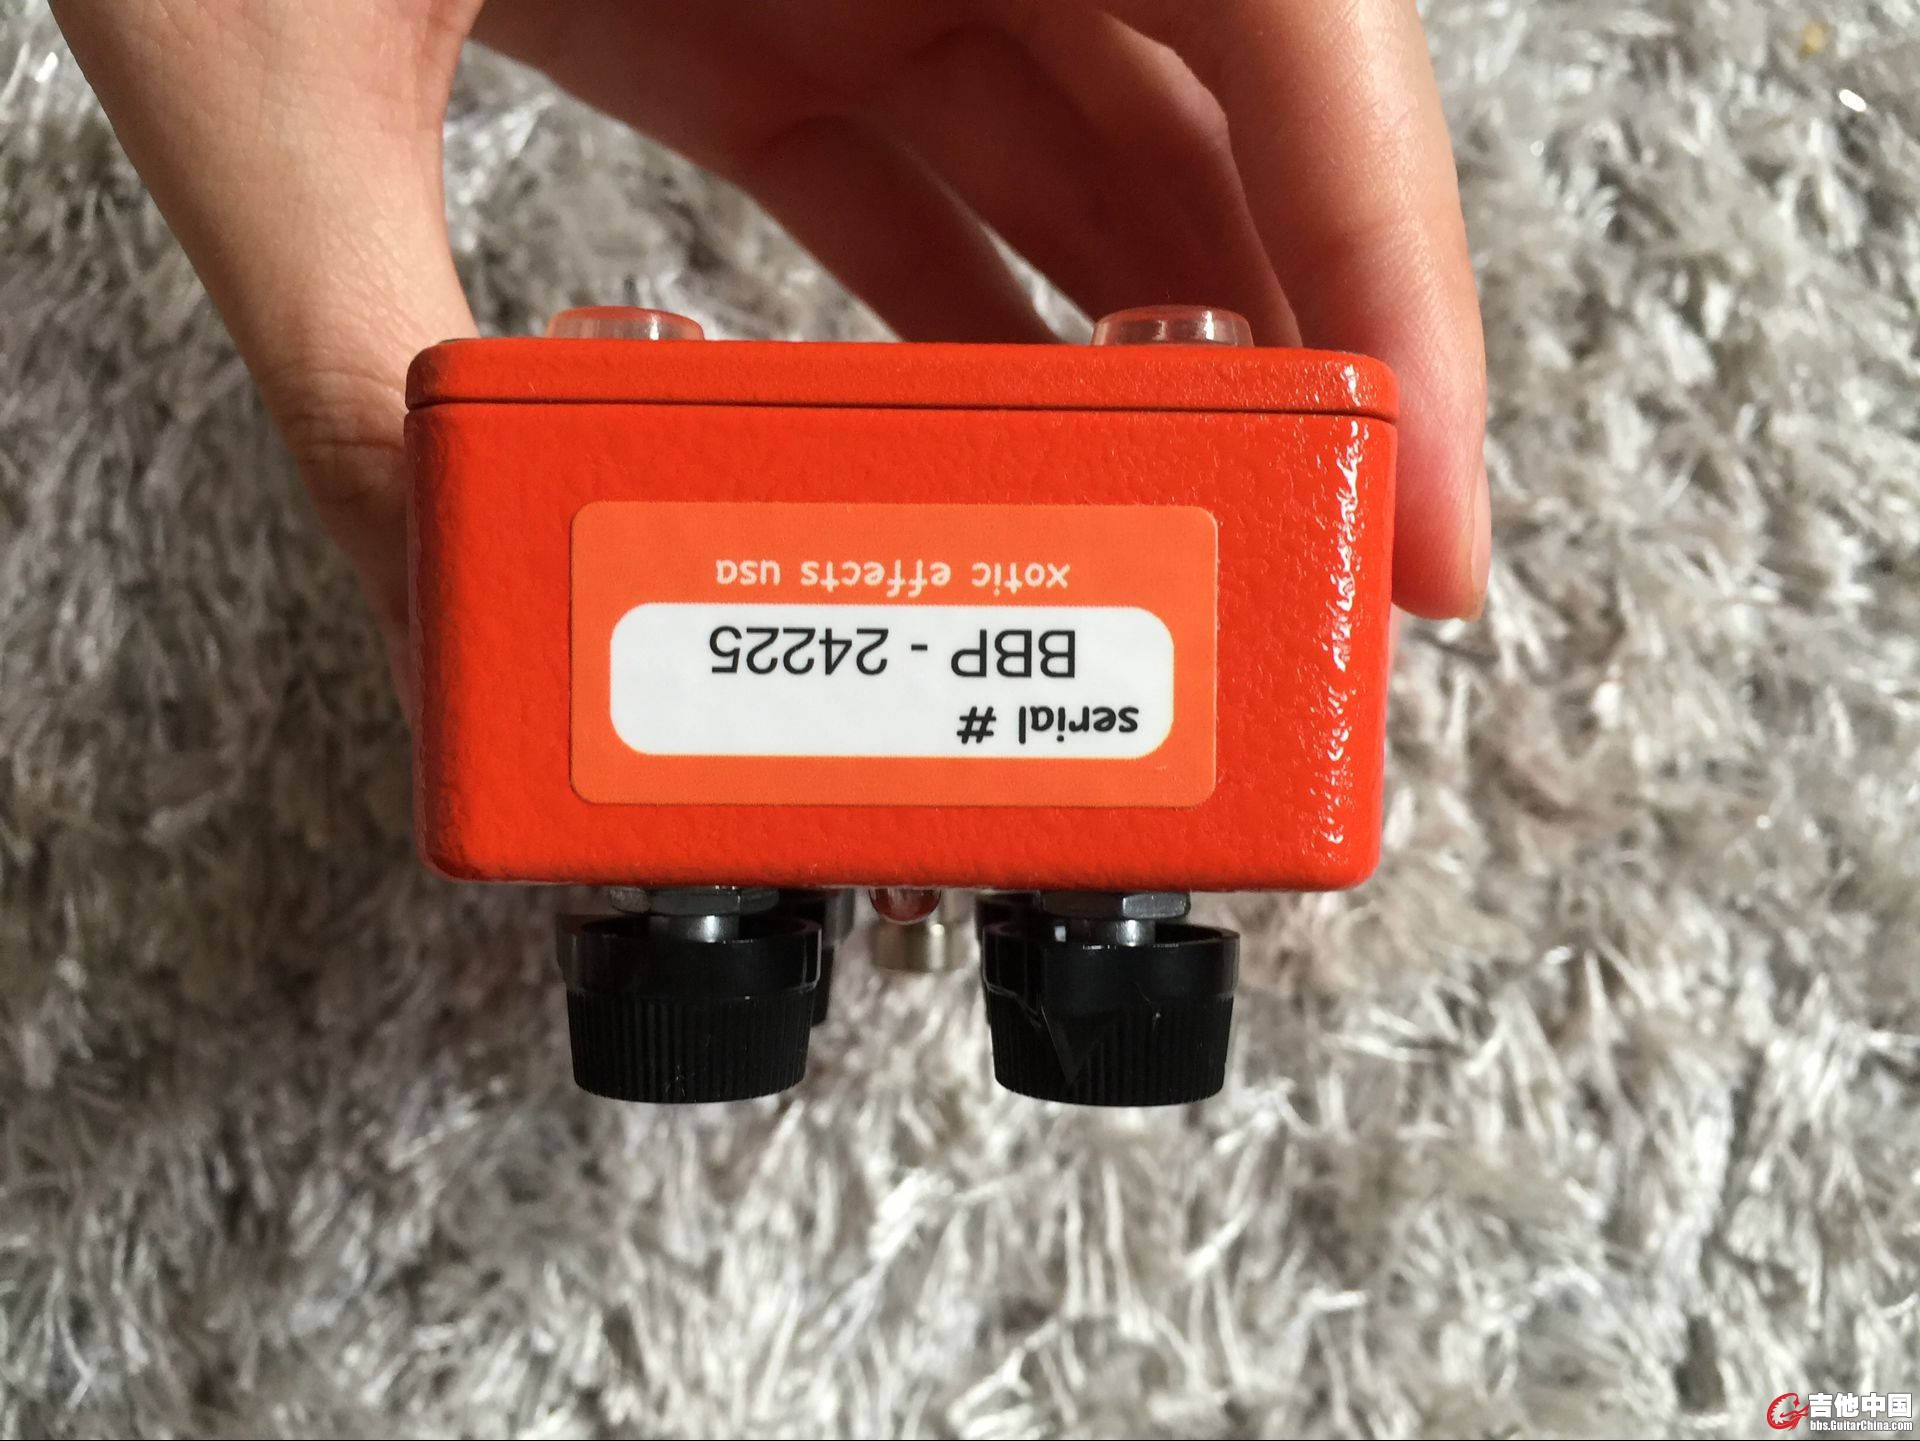 serial #
BBP - 24225
xotic effects usa
吉他中国
bbs.GuitarChina.com